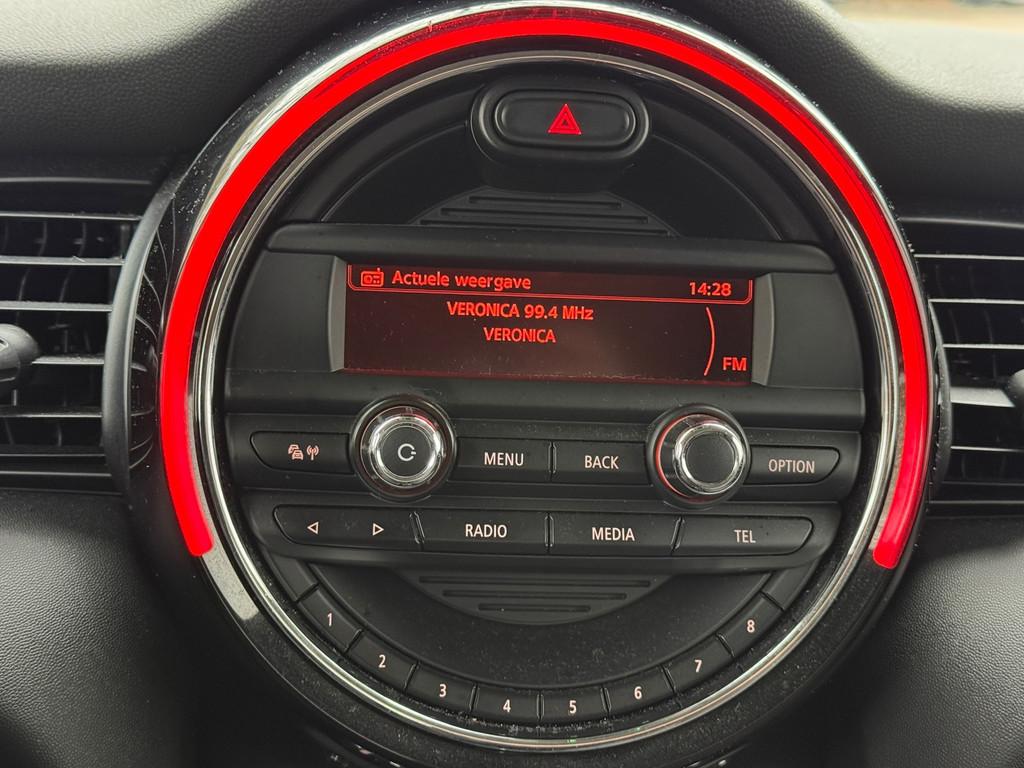 Actuele weergave 14:28
VERONICA 99.4 MHz
VERONICA
FM
MENU BACK OPTION
RADIO MEDIA TEL
1 2 3 4 5 6 7 8